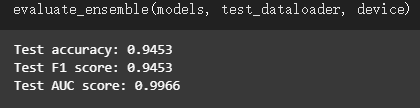 evaluate_ensemble(models, test_dataloader, device)
Test accuracy: 0.9453
Test F1 score: 0.9453
Test AUC score: 0.9966